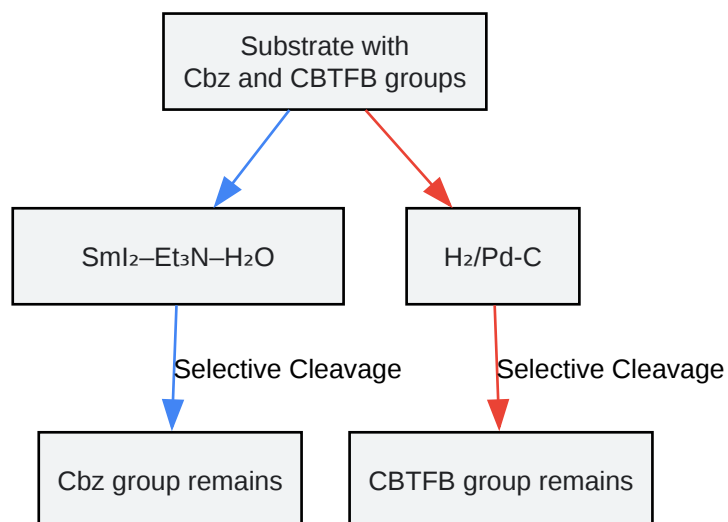 Substrate with
Cbz and CBTFB groups
SmI₂–Et₃N–H₂O
H₂/Pd-C
Selective Cleavage
Selective Cleavage
Cbz group remains
CBTFB group remains